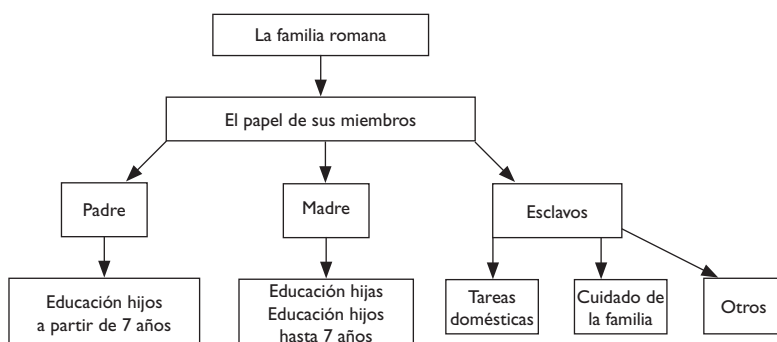 La familia romana
El papel de sus miembros
Padre
Madre
Esclavos
Educación hijos
a partir de 7 años
Educación hijas
Educación hijos
hasta 7 años
Tareas
domésticas
Cuidado de
la familia
Otros